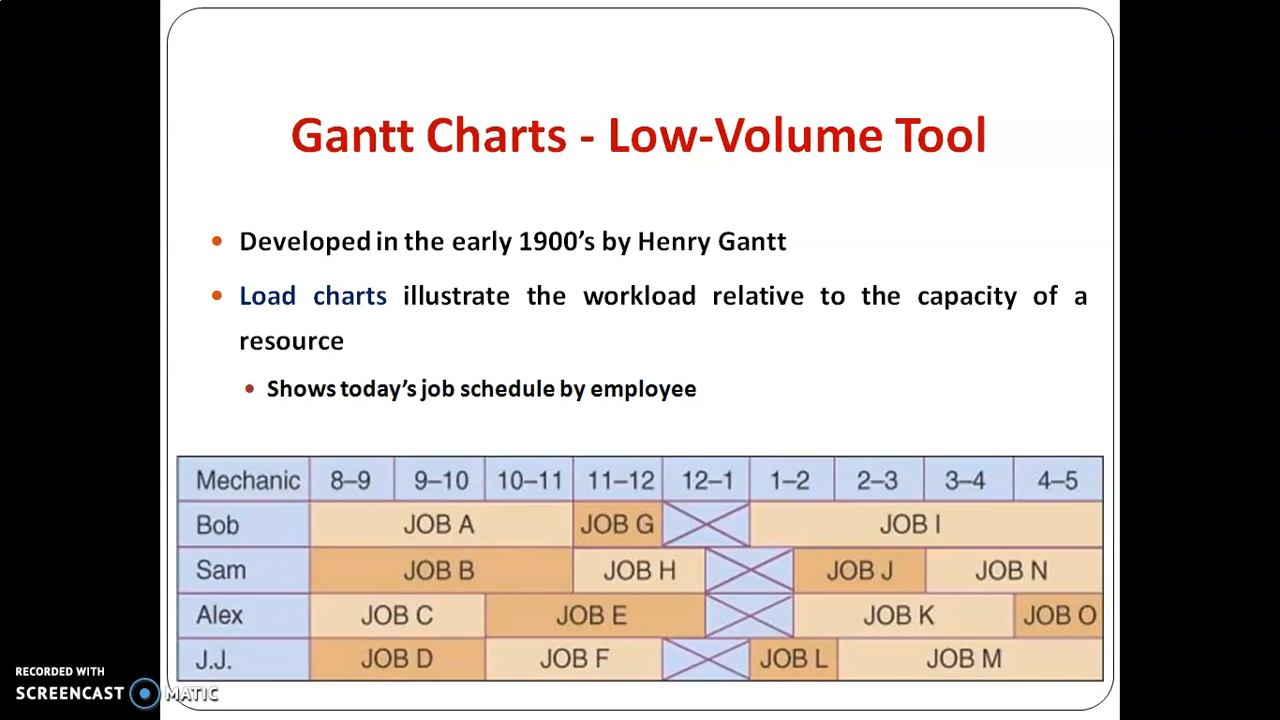 Gantt Charts - Low-Volume Tool
• Developed in the early 1900’s by Henry Gantt
• Load charts illustrate the workload relative to the capacity of a
resource
• Shows today’s job schedule by employee
Mechanic 8–9 9–10 10–11 11–12 12–1 1–2 2–3 3–4 4–5
Bob JOB A JOB G JOB I
Sam JOB B JOB H JOB J JOB N
Alex JOB C JOB E JOB K JOB O
J.J. JOB D JOB F JOB L JOB M
RECORDED WITH
SCREENCAST MATIC